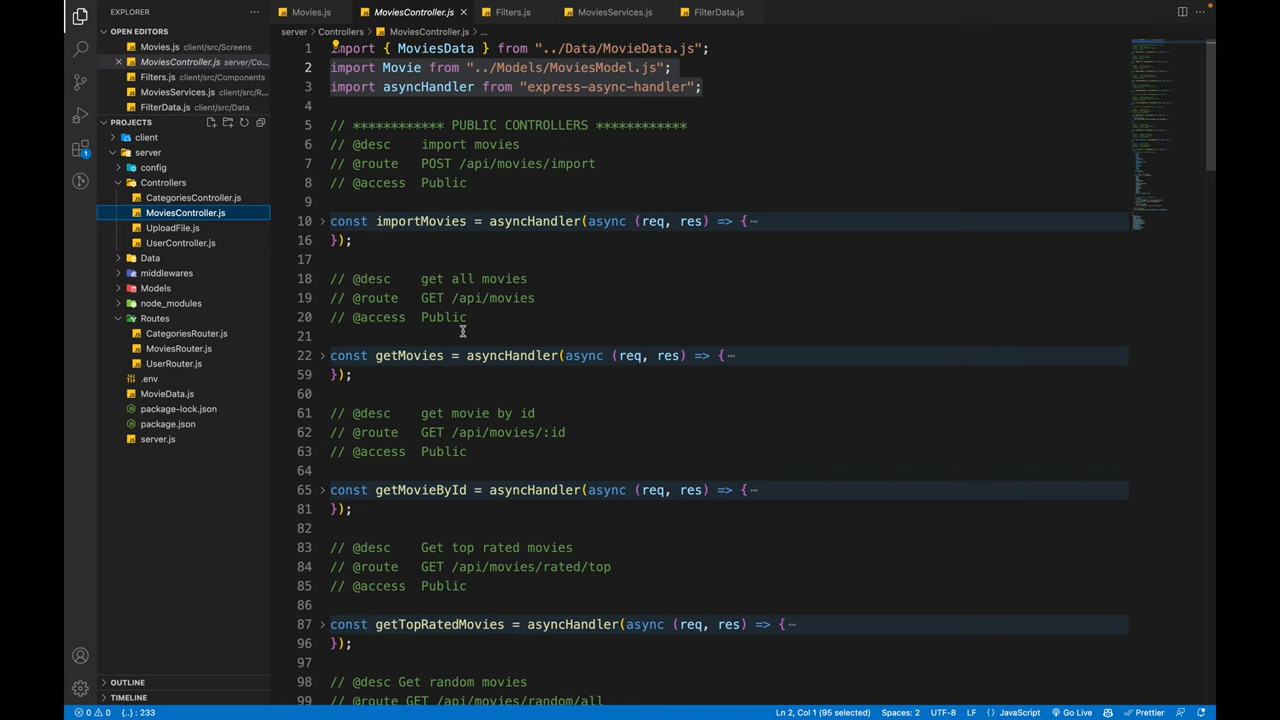 EXPLORER
OPEN EDITORS
Movies.js client/src/Screens
MoviesController.js server/Co...
Filters.js client/src/Components
MoviesServices.js client/src/R...
FilterData.js client/src/Data
PROJECTS
client
server
config
Controllers
CategoriesController.js
MoviesController.js
UploadFile.js
UserController.js
Data
middlewares
Models
node_modules
Routes
CategoriesRouter.js
MoviesRouter.js
UserRouter.js
.env
MovieData.js
package-lock.json
package.json
server.js
OUTLINE
TIMELINE
Movies.js MoviesController.js Filters.js MoviesServices.js FilterData.js
server > Controllers > MoviesController.js > ...
1 import { MoviesData } from "../Data/MovieData.js";
2 import Movie ../Models/MoviesModel.js";
3 import asyncHandler from "express-async-handler";
4
5 // ************ PUBLIC CONTROLLERS ************
6 // @desc import movies
7 // @route POST /api/movies/import
8 // @access Public
9
10 const importMovies = asyncHandler(async (req, res) => {
16 });
17
18 // @desc get all movies
19 // @route GET /api/movies
20 // @access Public
21
22 const getMovies = asyncHandler(async (req, res) => {
59 });
60
61 // @desc get movie by id
62 // @route GET /api/movies/:id
63 // @access Public
64
65 const getMovieById = asyncHandler(async (req, res) => {
81 });
82
83 // @desc Get top rated movies
84 // @route GET /api/movies/rated/top
85 // @access Public
86
87 const getTopRatedMovies = asyncHandler(async (req, res) => {
96 });
97
98 // @desc Get random movies
99 // @route GET /api/movies/random/all
1
0 0 {..} : 233 Ln 2, Col 1 (95 selected) Spaces: 2 UTF-8 LF {} JavaScript Go Live Prettier